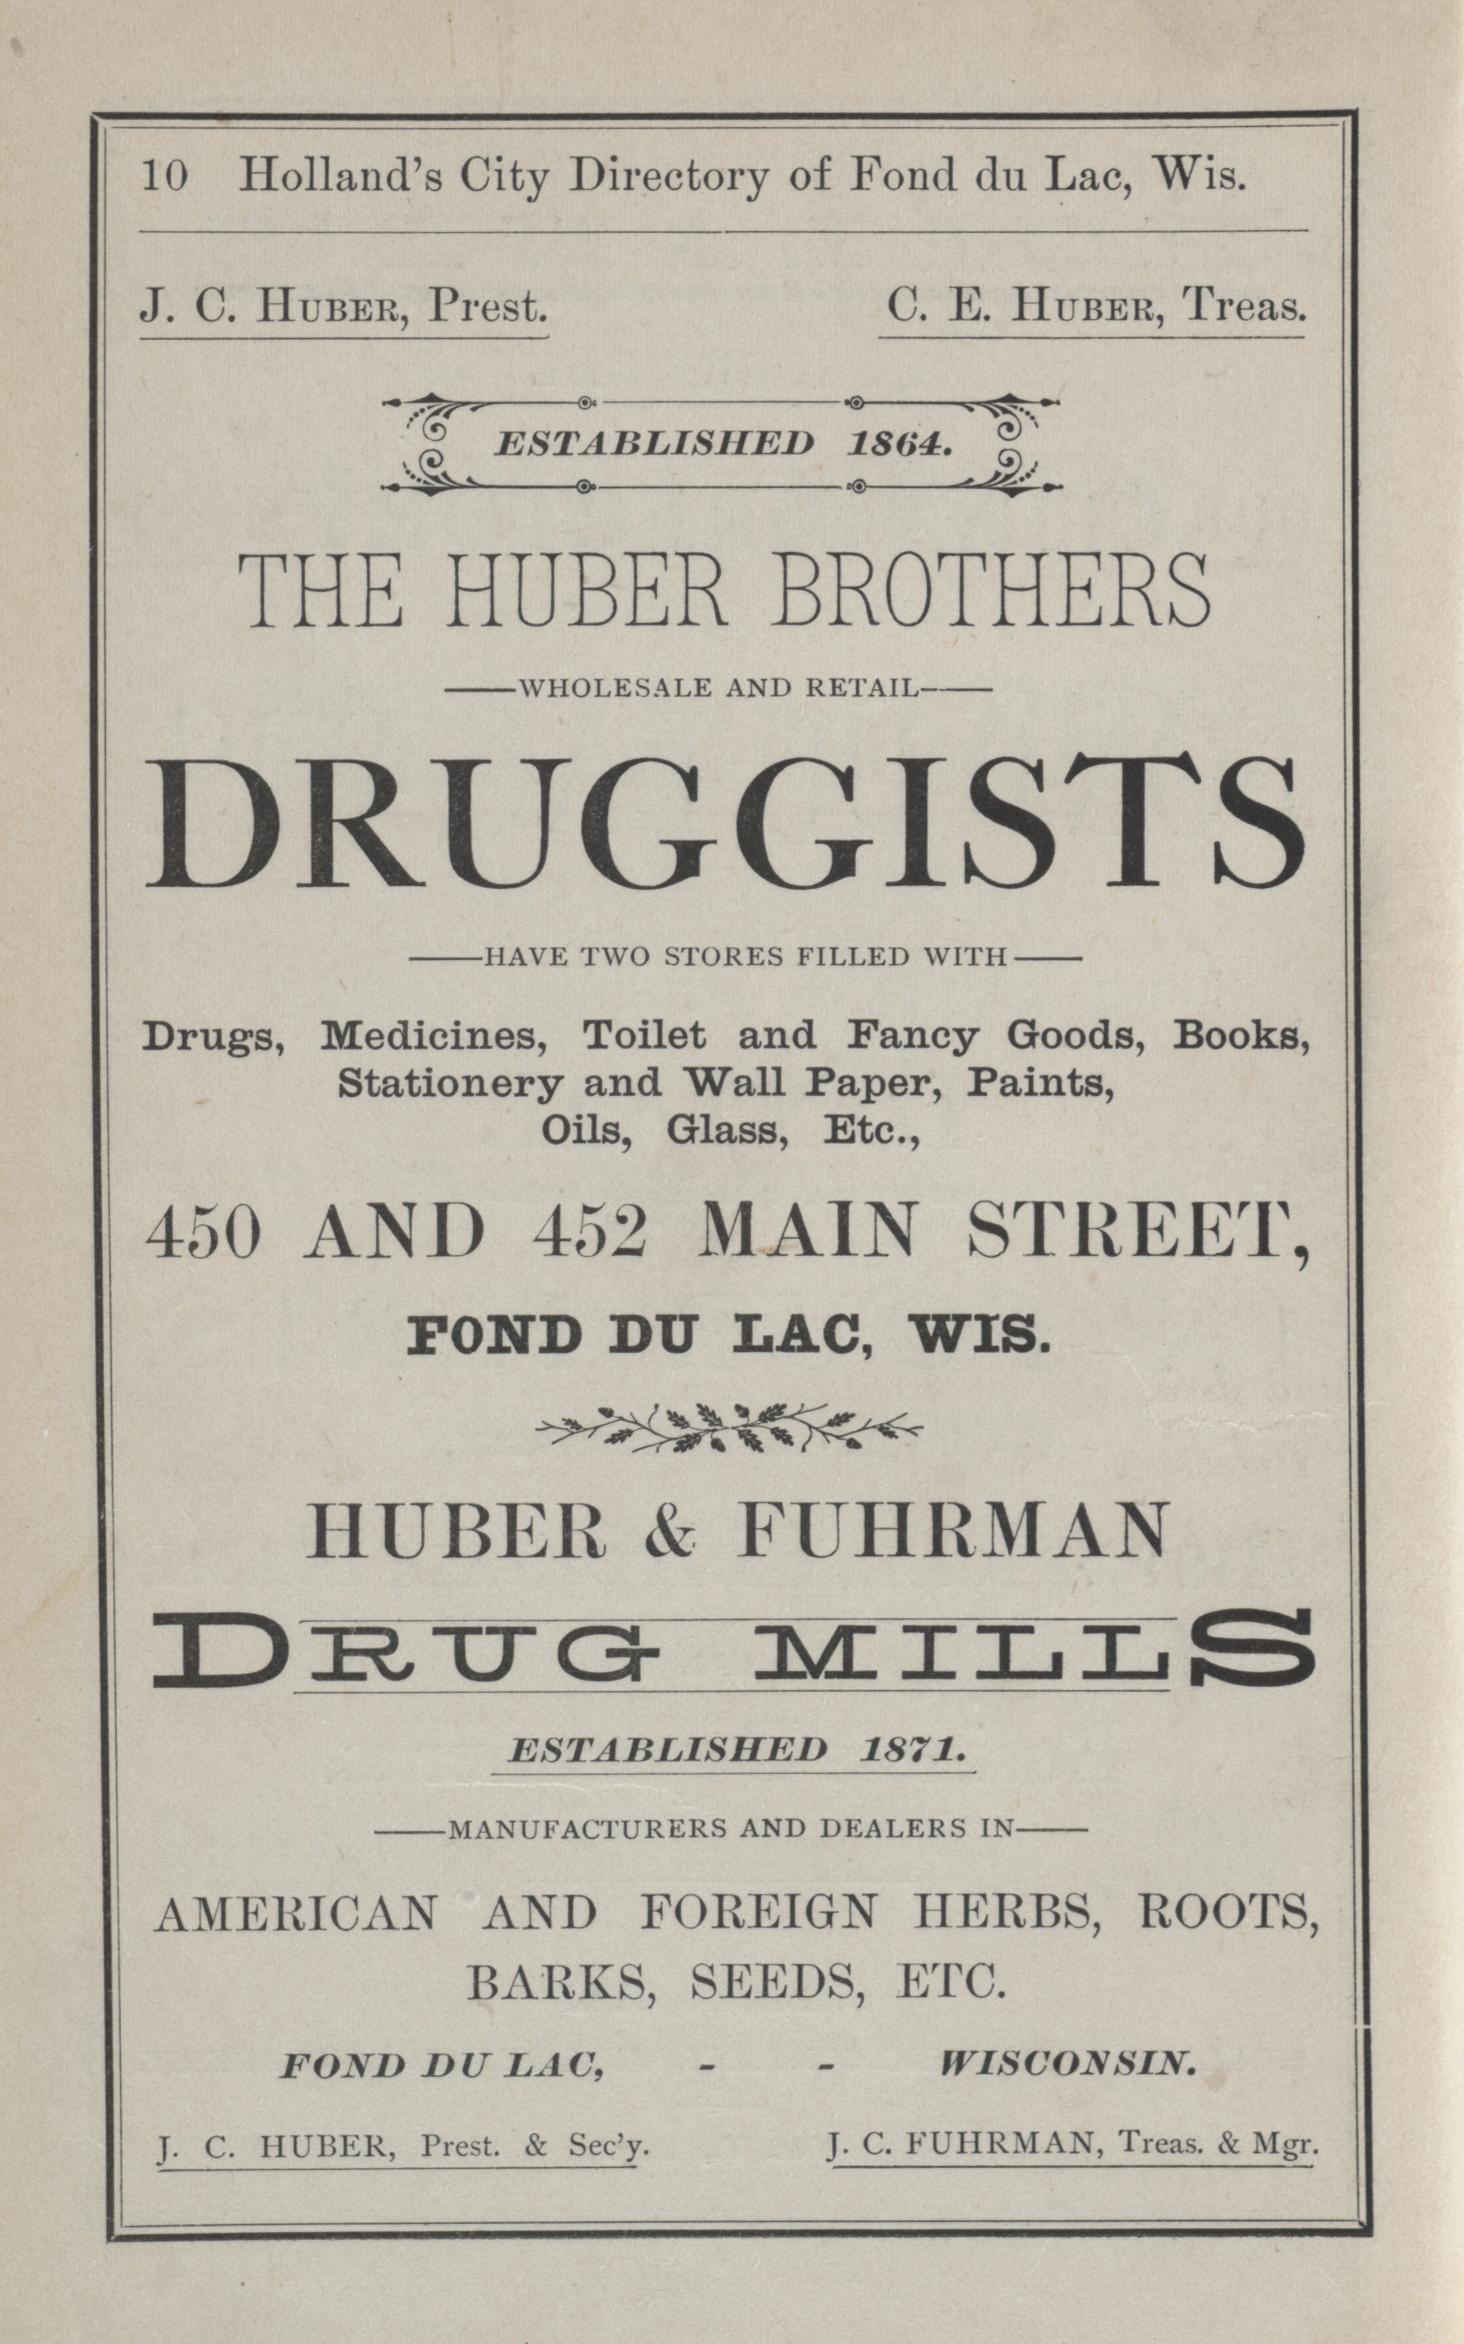 10 Holland's City Directory of Fond du Lac, Wis.
J. C. HUBER, Prest. C. E. HUBER, Treas.
ESTABLISHED 1864.
THE HUBER BROTHERS
——WHOLESALE AND RETAIL——
DRUGGISTS
——HAVE TWO STORES FILLED WITH——
Drugs, Medicines, Toilet and Fancy Goods, Books,
Stationery and Wall Paper, Paints,
Oils, Glass, Etc.,
450 AND 452 MAIN STREET,
FOND DU LAC, WIS.
HUBER & FUHRMAN
DRUG MILLS
ESTABLISHED 1871.
——MANUFACTURERS AND DEALERS IN——
AMERICAN AND FOREIGN HERBS, ROOTS,
BARKS, SEEDS, ETC.
FOND DU LAC, - - WISCONSIN.
J. C. HUBER, Prest. & Sec'y. J. C. FUHRMAN, Treas. & Mgr.